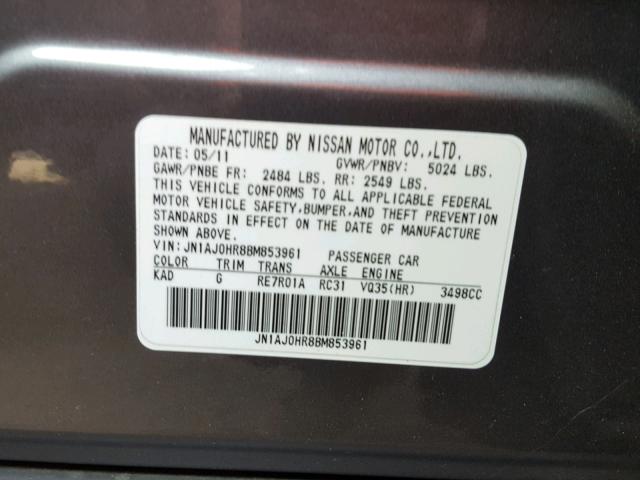 MANUFACTURED BY NISSAN MOTOR CO.,LTD.
DATE: 05/11 GVWR/PNBV: 5024 LBS.
GAWR/PNBE FR: 2484 LBS. RR: 2549 LBS.
THIS VEHICLE CONFORMS TO ALL APPLICABLE FEDERAL
MOTOR VEHICLE SAFETY,BUMPER,AND THEFT PREVENTION
STANDARDS IN EFFECT ON THE DATE OF MANUFACTURE
SHOWN ABOVE.
VIN: JN1AJ0HR8BM853961 PASSENGER CAR
COLOR TRIM TRANS AXLE ENGINE
KAD G RE7R01A RC31 VQ35(HR) 3498CC
JN1AJ0HR8BM853961